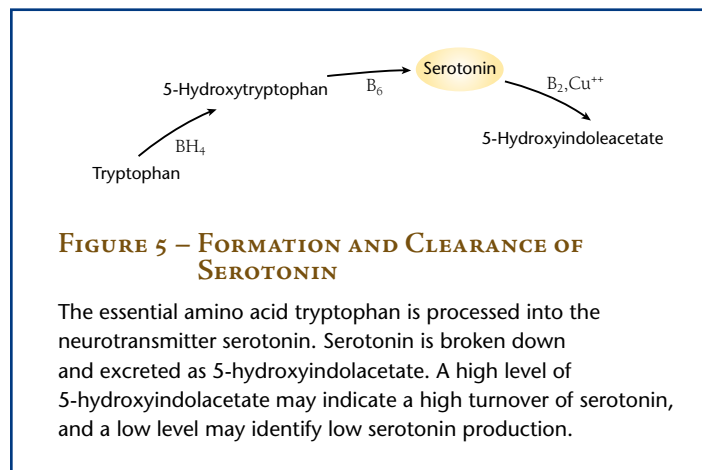 Serotonin
5-Hydroxytryptophan
B₆
B₂,Cu⁺⁺
5-Hydroxyindoleacetate
BH₄
Tryptophan
Figure 5 – Formation and Clearance of
Serotonin
The essential amino acid tryptophan is processed into the
neurotransmitter serotonin. Serotonin is broken down
and excreted as 5-hydroxyindolacetate. A high level of
5-hydroxyindolacetate may indicate a high turnover of serotonin,
and a low level may identify low serotonin production.